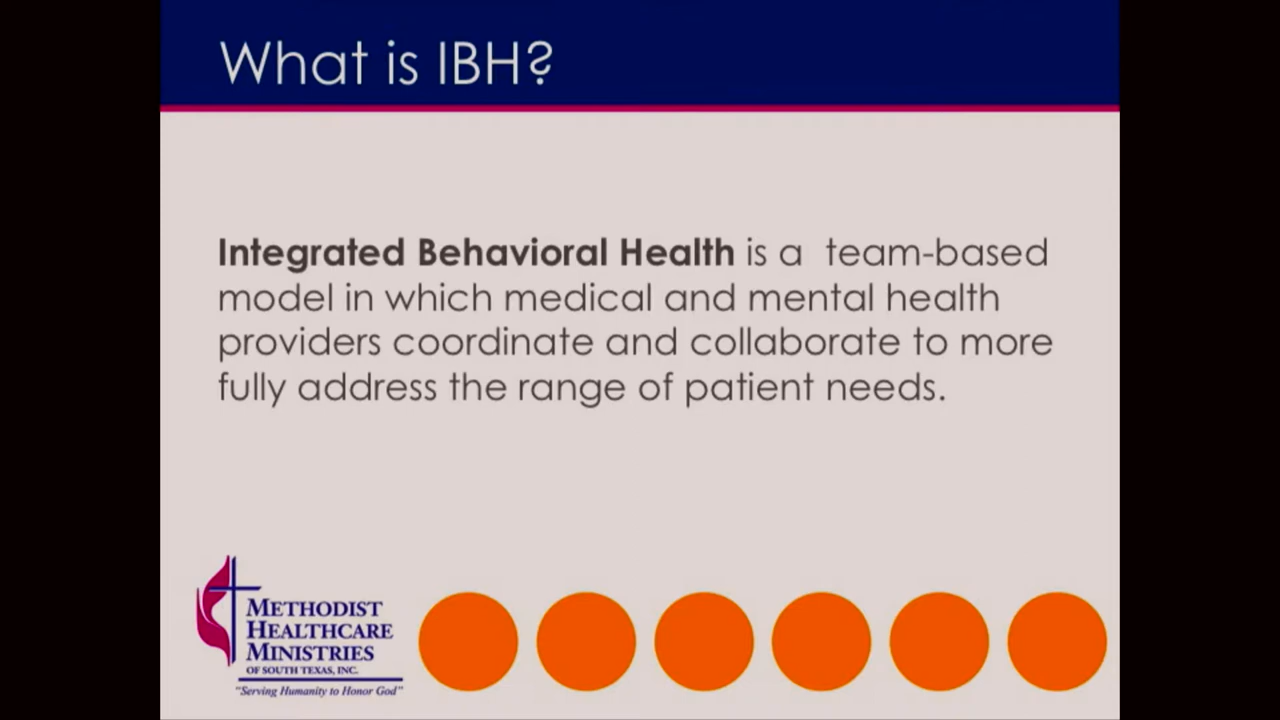 What is IBH?
Integrated Behavioral Health is a  team-based
model in which medical and mental health
providers coordinate and collaborate to more
fully address the range of patient needs.
METHODIST
HEALTHCARE
MINISTRIES
OF SOUTH TEXAS, INC.
"Serving Humanity to Honor God"